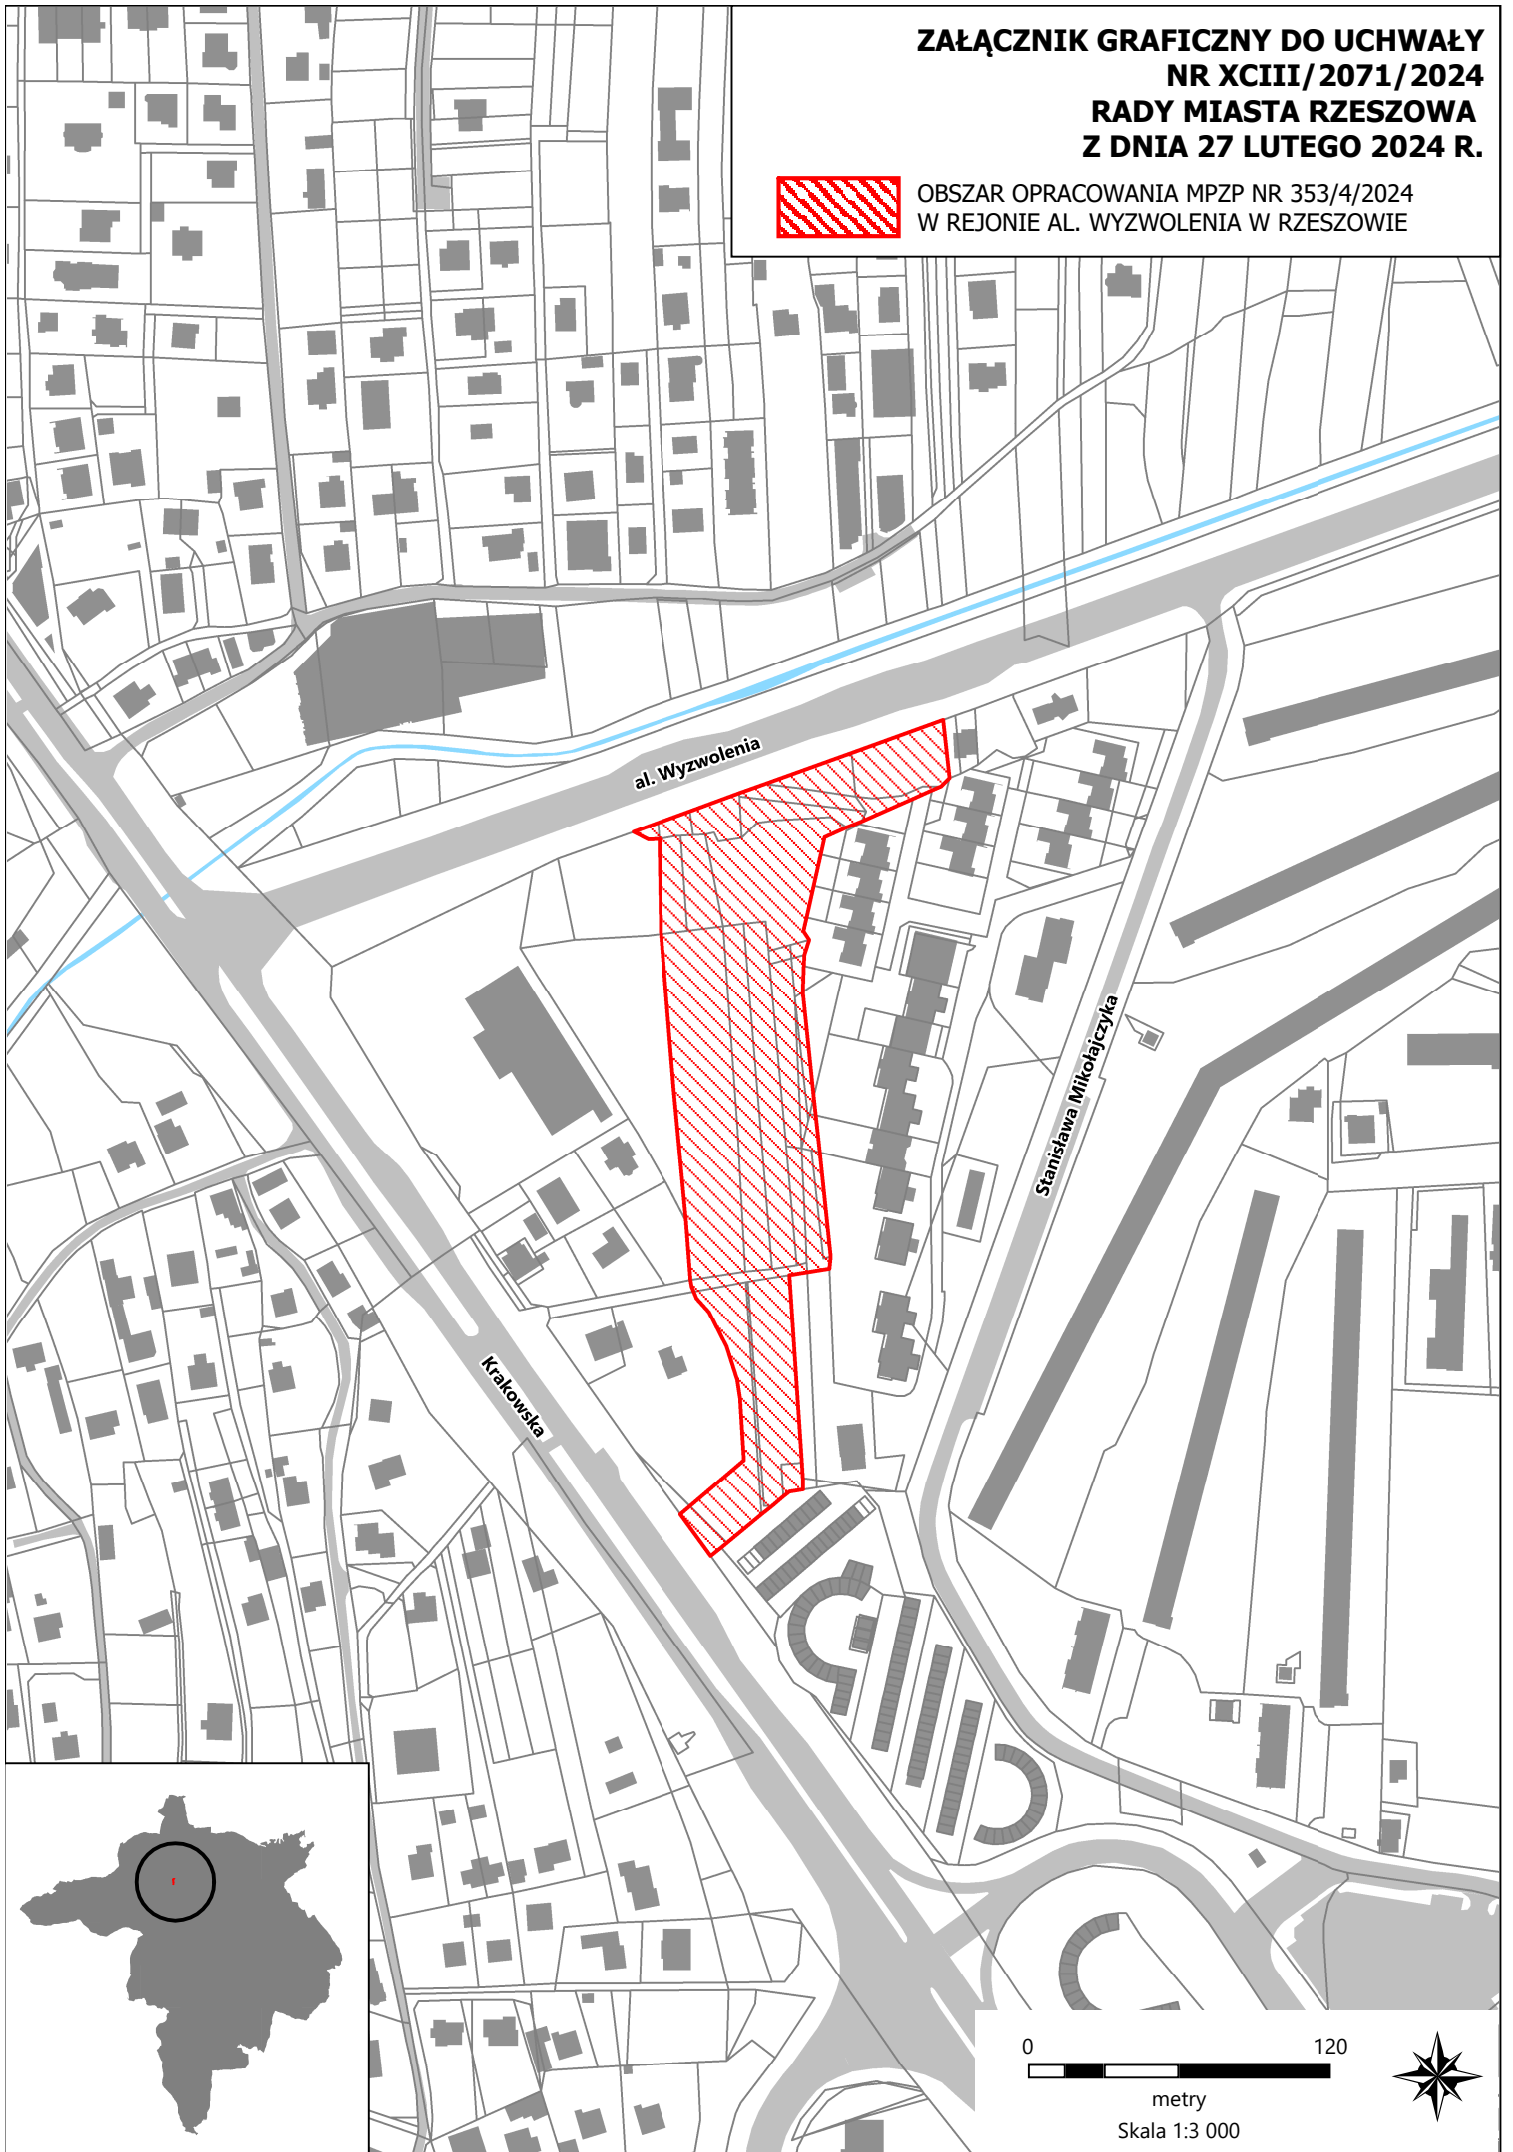 ZAŁĄCZNIK GRAFICZNY DO UCHWAŁY
NR XCIII/2071/2024
RADY MIASTA RZESZOWA
Z DNIA 27 LUTEGO 2024 R.
OBSZAR OPRACOWANIA MPZP NR 353/4/2024
W REJONIE AL. WYZWOLENIA W RZESZOWIE
al. Wyzwolenia
Stanisława Mikołajczyka
Krakowska
0 120
metry
Skala 1:3 000